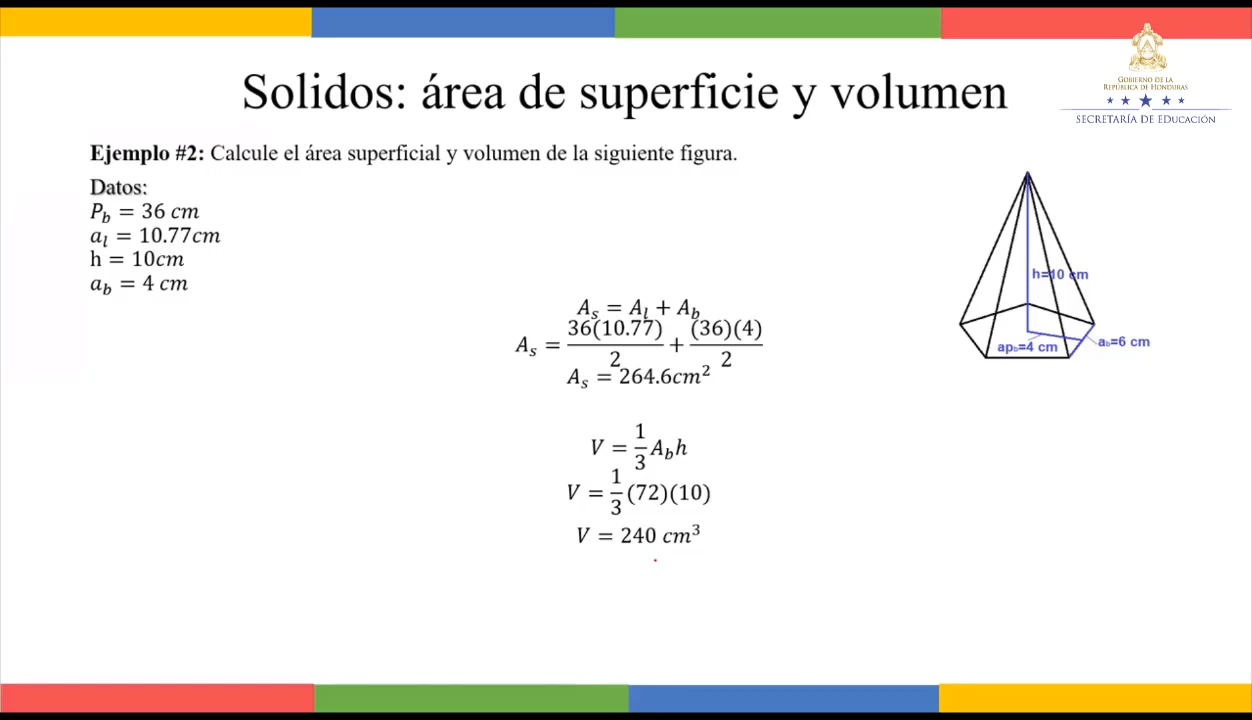 Solidos: área de superficie y volumen
GOBIERNO DE LA
REPÚBLICA DE HONDURAS
SECRETARÍA DE EDUCACIÓN
Ejemplo #2: Calcule el área superficial y volumen de la siguiente figura.
Datos:
P_b = 36 cm
a_l = 10.77cm
h = 10cm
a_b = 4 cm
A_s = A_l + A_b
A_s = 36(10.77)/2 + (36)(4)/2
A_s = 264.6cm²
V = 1/3 A_b h
V = 1/3 (72)(10)
V = 240 cm³
h=10 cm
ap_b=4 cm
a_b=6 cm